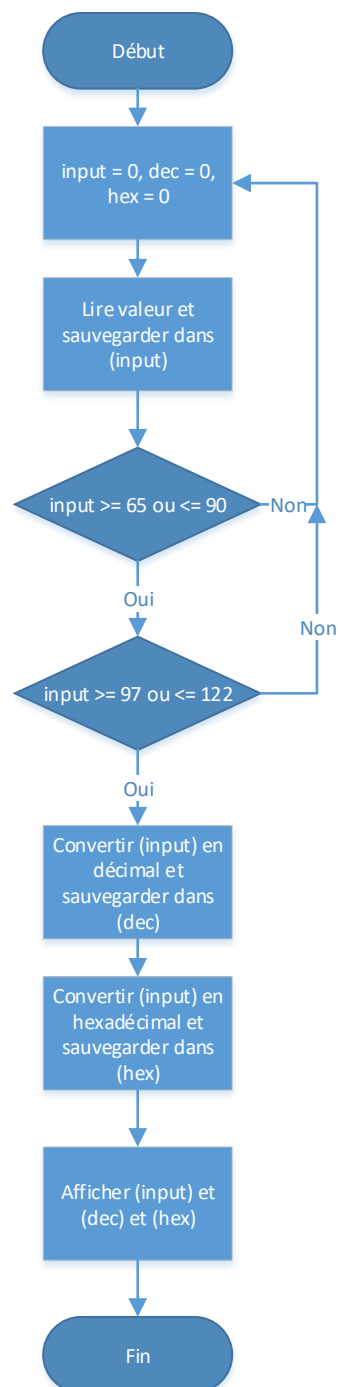 Début
input = 0, dec = 0,
hex = 0
Lire valeur et
sauvegarder dans
(input)
input >= 65 ou <= 90
Non
Oui
Non
input >= 97 ou <= 122
Oui
Convertir (input) en
décimal et
sauvegarder dans
(dec)
Convertir (input) en
hexadécimal et
sauvegarder dans
(hex)
Afficher (input) et
(dec) et (hex)
Fin